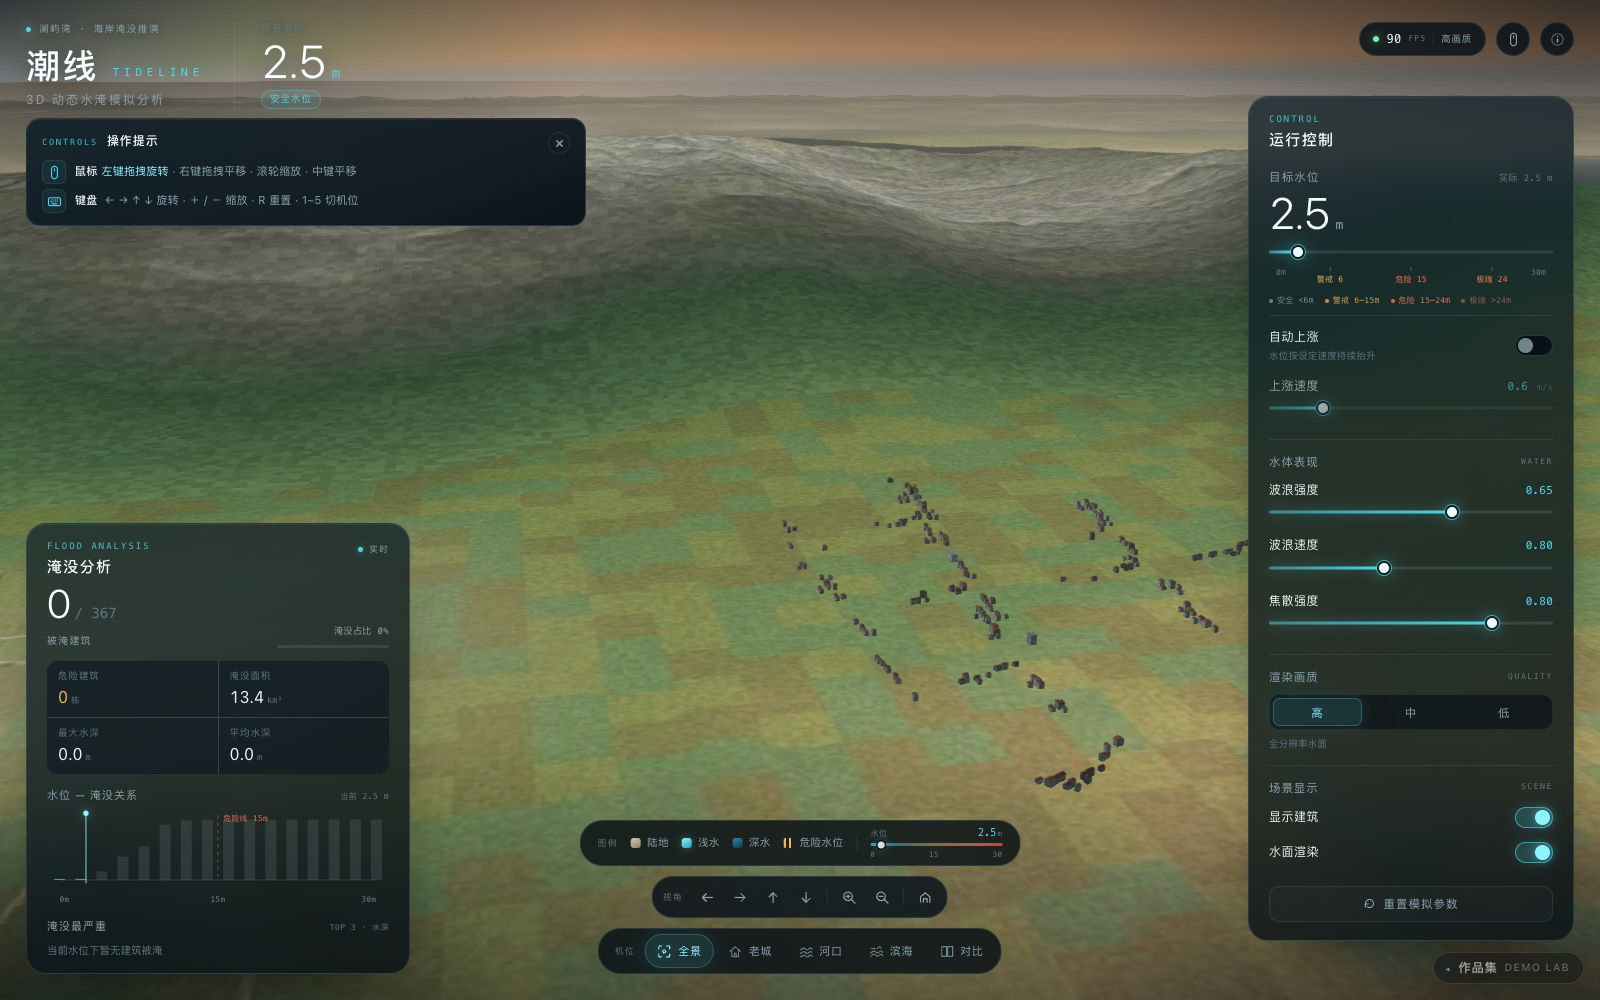 澜屿湾 · 海岸淹没推演
潮线 TIDELINE
3D 动态水淹模拟分析
当前水位
2.5 m
安全水位
90 FPS 高画质
CONTROLS 操作提示
鼠标 左键拖拽旋转 · 右键拖拽平移 · 滚轮缩放 · 中键平移
键盘 ← → ↑ ↓ 旋转 · + / − 缩放 · R 重置 · 1~5 切机位
CONTROL
运行控制
目标水位 实际 2.5 m
2.5 m
0m 警戒 6 危险 15 极端 24 30m
安全 <6m 警戒 6–15m 危险 15–24m 极端 >24m
自动上涨
水位按设定速度持续抬升
上涨速度 0.6 m/s
水体表现 WATER
波浪强度 0.65
波浪速度 0.80
焦散强度 0.80
渲染画质 QUALITY
高 中 低
全分辨率水面
场景显示 SCENE
显示建筑
水面渲染
重置模拟参数
FLOOD ANALYSIS
淹没分析 实时
0 / 367
被淹建筑 淹没占比 0%
危险建筑 淹没面积
0 栋 13.4 km²
最大水深 平均水深
0.0 m 0.0 m
水位 — 淹没关系 当前 2.5 m
危险线 15m
0m 15m 30m
淹没最严重 TOP 3 · 水深
当前水位下暂无建筑被淹
图例 陆地 浅水 深水 危险水位 水位 2.5m
0 15 30
视角 ← → ↑ ↓
机位 全景 老城 河口 滨海 对比
作品集 DEMO LAB